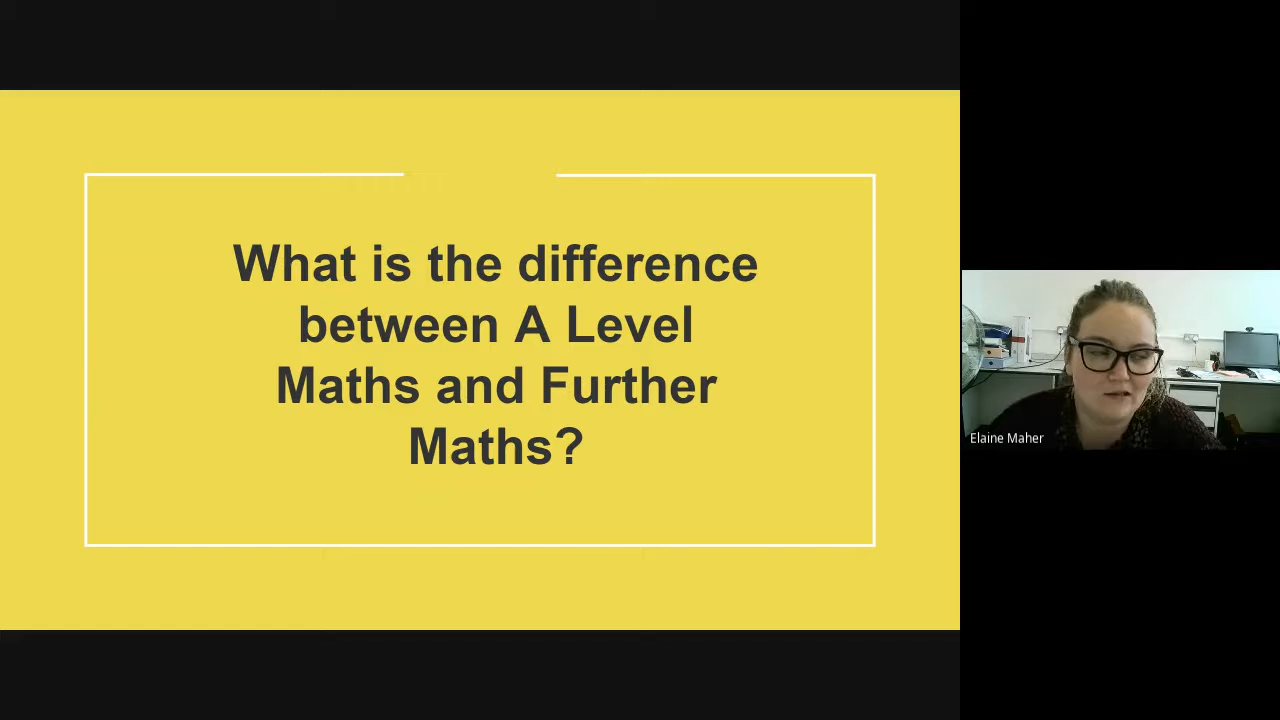 What is the difference
between A Level
Maths and Further
Maths?
Elaine Maher